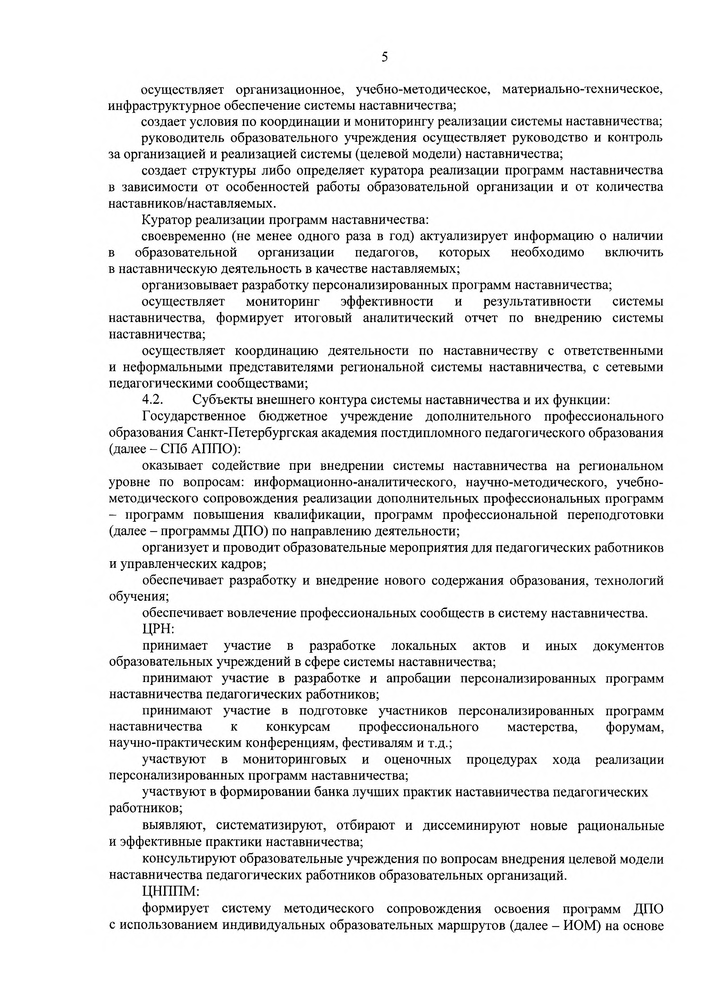 5
осуществляет организационное, учебно-методическое, материально-техническое,
инфраструктурное обеспечение системы наставничества;
создает условия по координации и мониторингу реализации системы наставничества;
руководитель образовательного учреждения осуществляет руководство и контроль
за организацией и реализацией системы (целевой модели) наставничества;
создает структуры либо определяет куратора реализации программ наставничества
в зависимости от особенностей работы образовательной организации и от количества
наставников/наставляемых.
Куратор реализации программ наставничества:
своевременно (не менее одного раза в год) актуализирует информацию о наличии
в образовательной организации педагогов, которых необходимо включить
в наставническую деятельность в качестве наставляемых;
организовывает разработку персонализированных программ наставничества;
осуществляет мониторинг эффективности и результативности системы
наставничества, формирует итоговый аналитический отчет по внедрению системы
наставничества;
осуществляет координацию деятельности по наставничеству с ответственными
и неформальными представителями региональной системы наставничества, с сетевыми
педагогическими сообществами;
4.2. Субъекты внешнего контура системы наставничества и их функции:
Государственное бюджетное учреждение дополнительного профессионального
образования Санкт-Петербургская академия постдипломного педагогического образования
(далее – СПб АППО):
оказывает содействие при внедрении системы наставничества на региональном
уровне по вопросам: информационно-аналитического, научно-методического, учебно-
методического сопровождения реализации дополнительных профессиональных программ
– программ повышения квалификации, программ профессиональной переподготовки
(далее – программы ДПО) по направлению деятельности;
организует и проводит образовательные мероприятия для педагогических работников
и управленческих кадров;
обеспечивает разработку и внедрение нового содержания образования, технологий
обучения;
обеспечивает вовлечение профессиональных сообществ в систему наставничества.
ЦРН:
принимает участие в разработке локальных актов и иных документов
образовательных учреждений в сфере системы наставничества;
принимают участие в разработке и апробации персонализированных программ
наставничества педагогических работников;
принимают участие в подготовке участников персонализированных программ
наставничества к конкурсам профессионального мастерства, форумам,
научно-практическим конференциям, фестивалям и т.д.;
участвуют в мониторинговых и оценочных процедурах хода реализации
персонализированных программ наставничества;
участвуют в формировании банка лучших практик наставничества педагогических
работников;
выявляют, систематизируют, отбирают и диссеминируют новые рациональные
и эффективные практики наставничества;
консультируют образовательные учреждения по вопросам внедрения целевой модели
наставничества педагогических работников образовательных организаций.
ЦНППМ:
формирует систему методического сопровождения освоения программ ДПО
с использованием индивидуальных образовательных маршрутов (далее – ИОМ) на основе